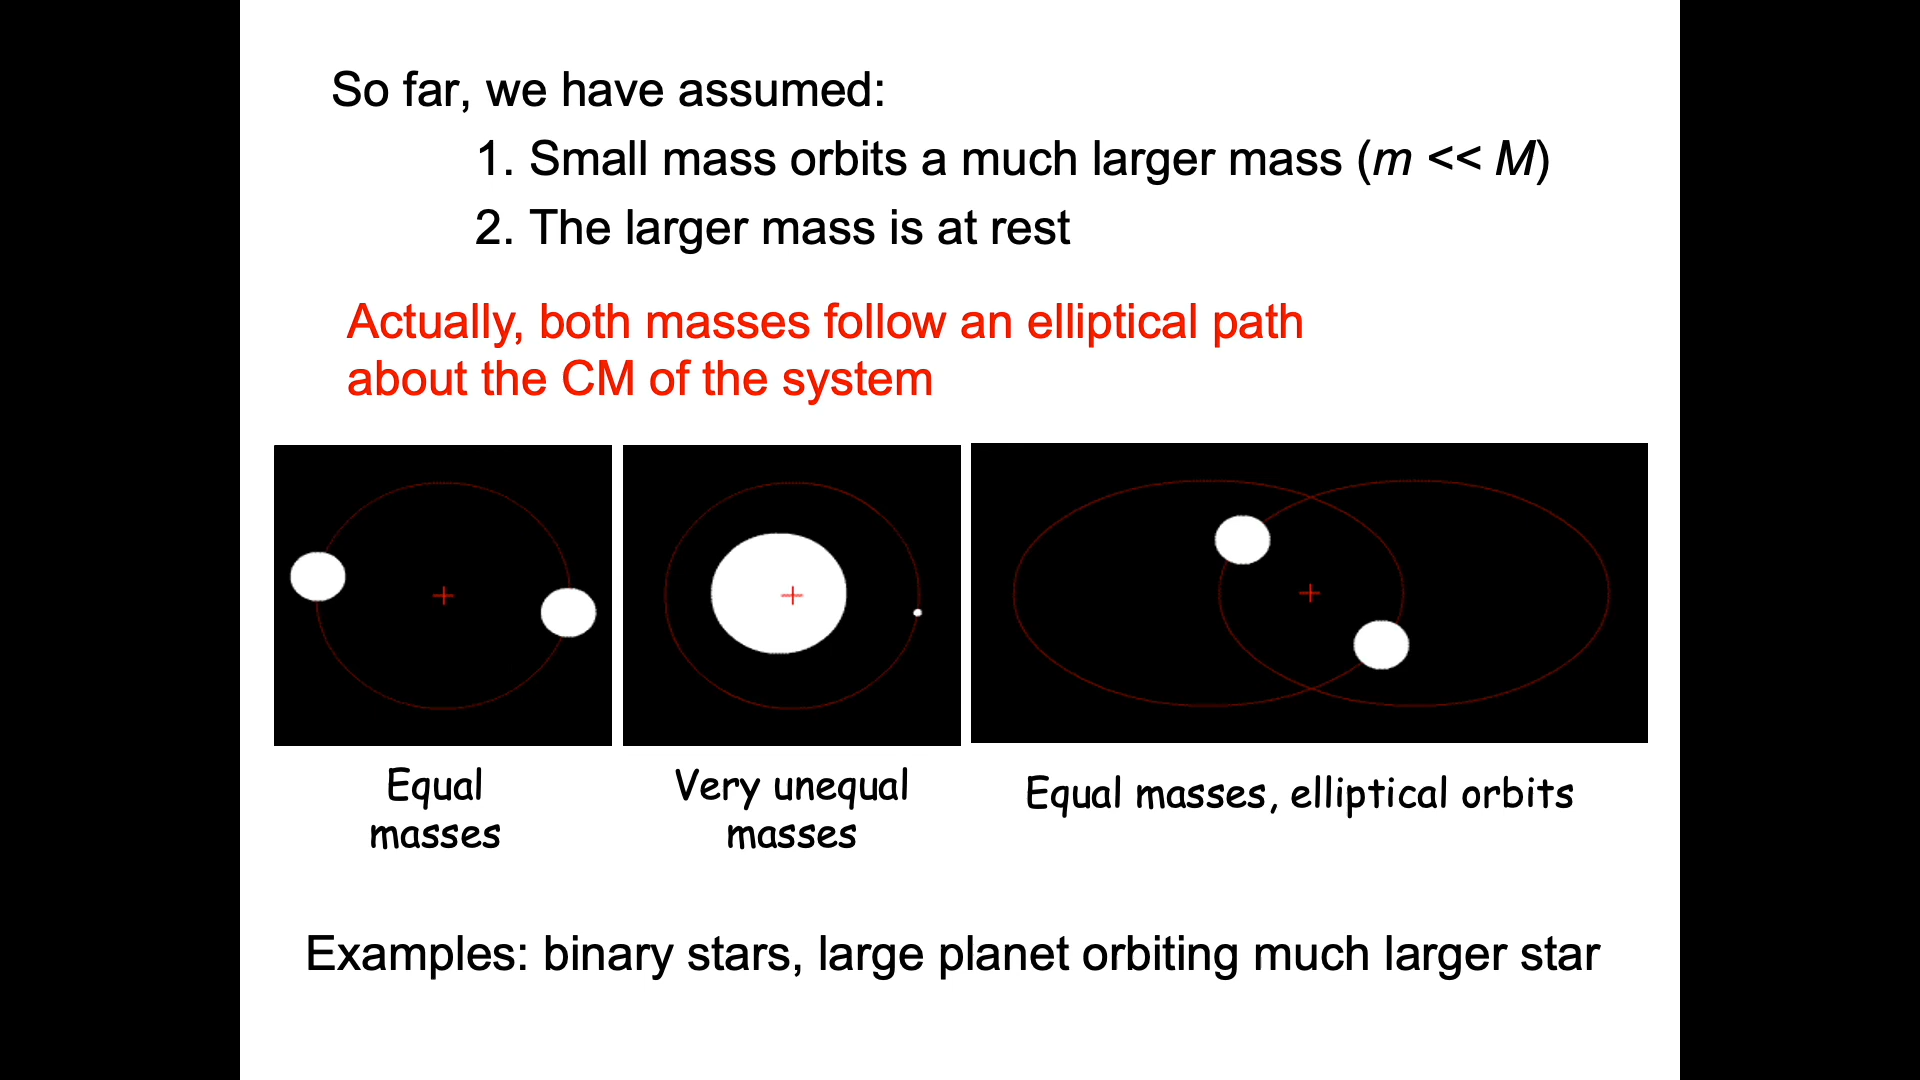 So far, we have assumed:
1. Small mass orbits a much larger mass (m << M)
2. The larger mass is at rest
Actually, both masses follow an elliptical path
about the CM of the system
Equal
masses
Very unequal
masses
Equal masses, elliptical orbits
Examples: binary stars, large planet orbiting much larger star